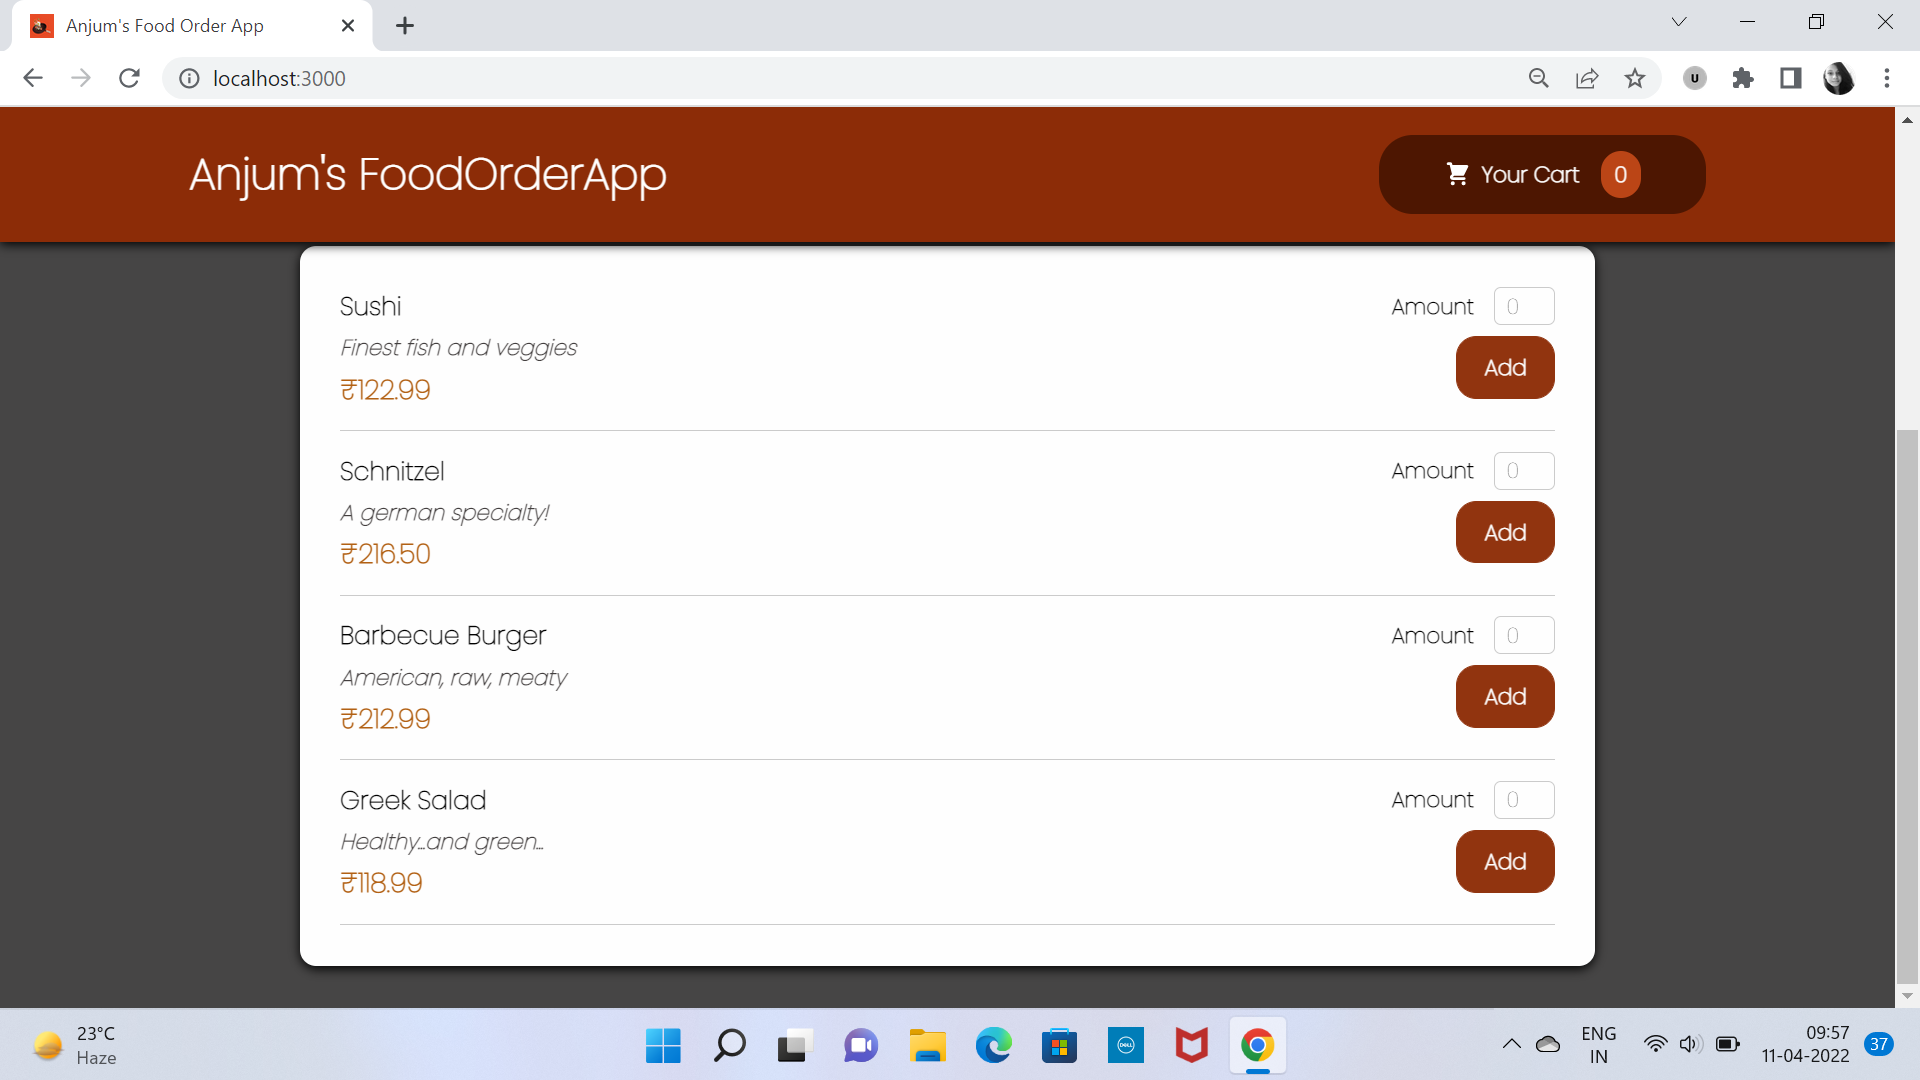 Anjum's Food Order App
localhost:3000
U
Anjum's FoodOrderApp
Your Cart 0
Sushi
Amount 0
Finest fish and veggies
Add
₹122.99
Schnitzel
Amount 0
A german specialty!
Add
₹216.50
Barbecue Burger
Amount 0
American, raw, meaty
Add
₹212.99
Greek Salad
Amount 0
Healthy...and green...
Add
₹118.99
23°C
Haze
DELL
ENG
IN
09:57
11-04-2022
37